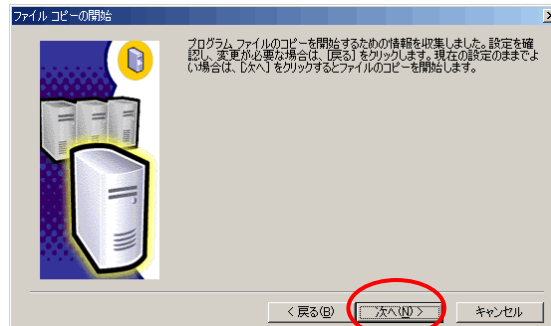 ファイル コピーの開始
プログラム ファイルのコピーを開始するための情報を収集しました。設定を確
認し、変更が必要な場合は、[戻る] をクリックします。現在の設定のままでよ
い場合は、[次へ] をクリックするとファイルのコピーを開始します。
< 戻る(B) 次へ(N) > キャンセル